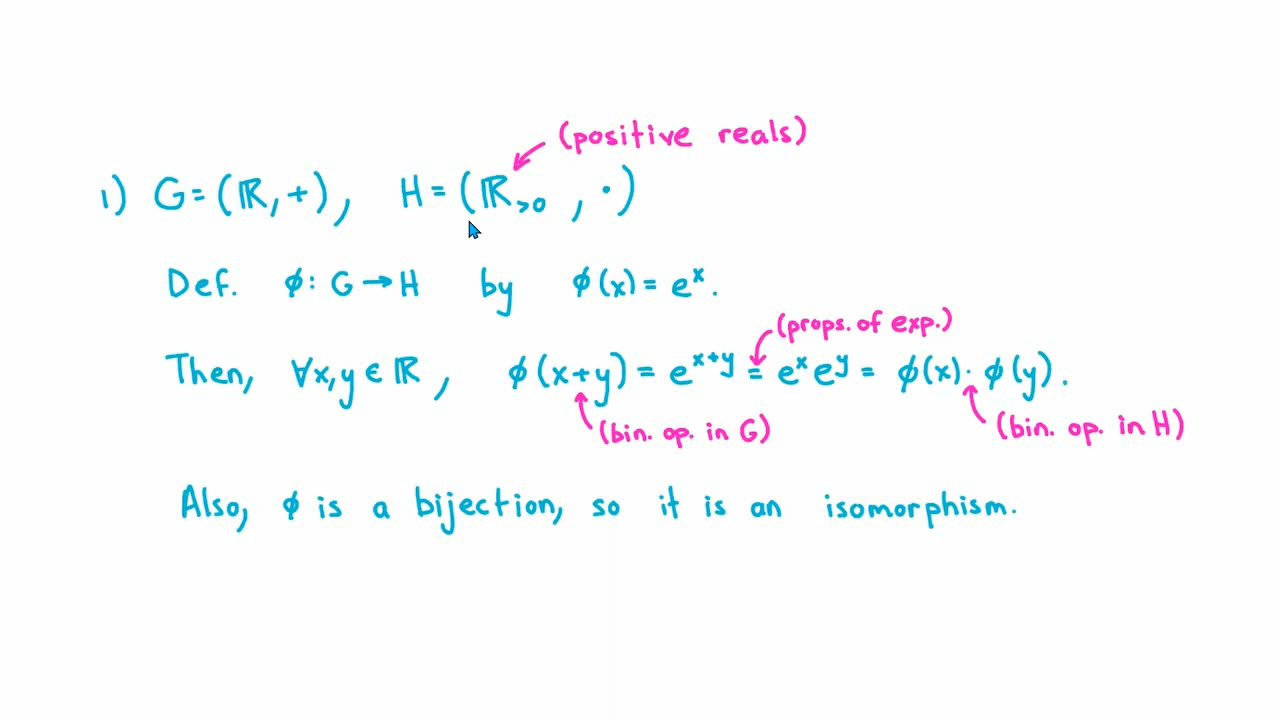 (positive reals)
1) G = (ℝ, +), H = (ℝ>0 , ·)
Def. ϕ: G → H by ϕ(x) = eˣ.
(props. of exp.)
Then, ∀x,y ∈ ℝ, ϕ(x+y) = eˣ⁺ʸ = eˣeʸ = ϕ(x)·ϕ(y).
(bin. op. in G) (bin. op. in H)
Also, ϕ is a bijection, so it is an isomorphism.